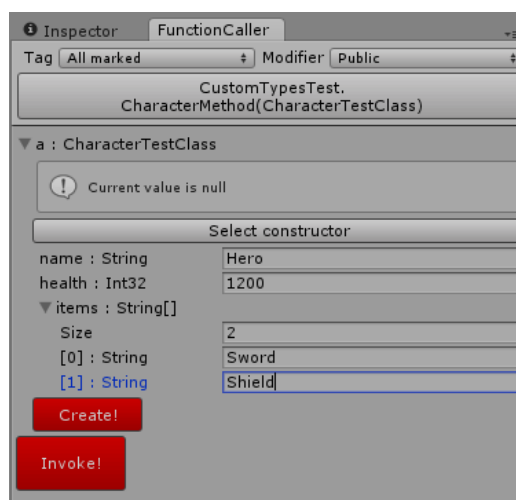 Inspector FunctionCaller
Tag All marked Modifier Public
CustomTypesTest.
CharacterMethod(CharacterTestClass)
a : CharacterTestClass
Current value is null
Select constructor
name : String Hero
health : Int32 1200
items : String[]
Size 2
[0] : String Sword
[1] : String Shield
Create!
Invoke!